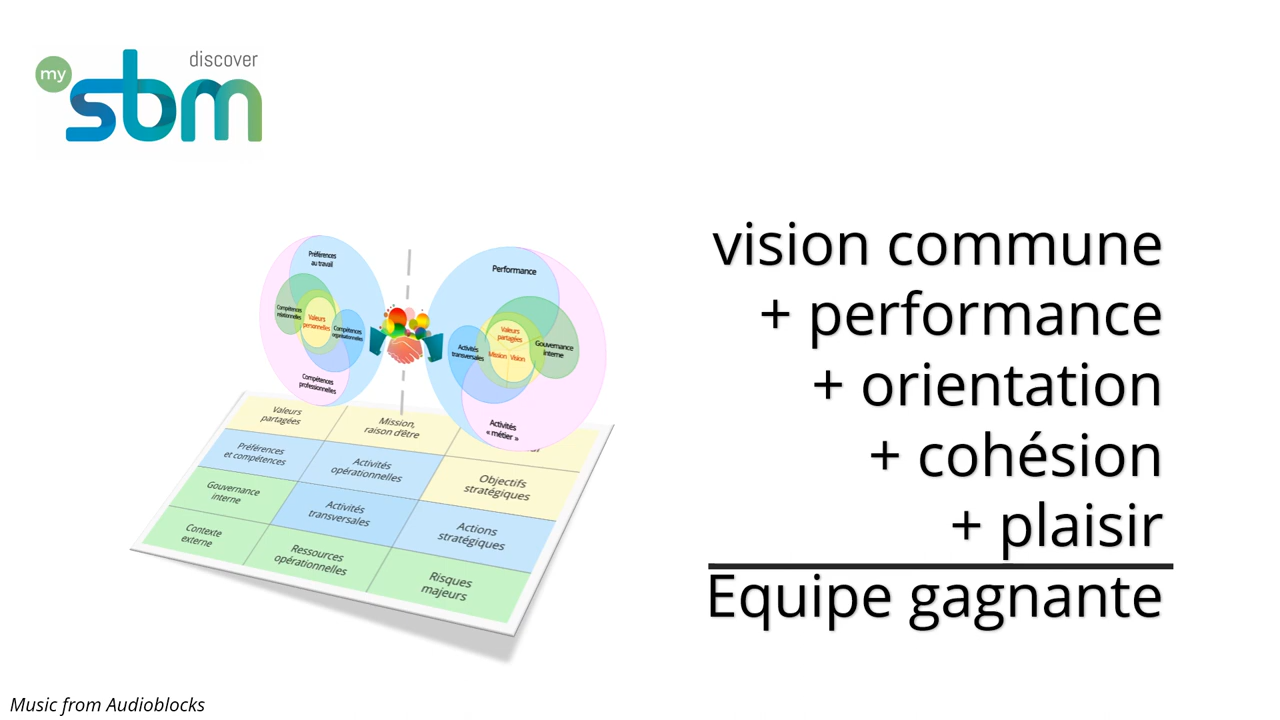 my
discover
sbm
vision commune
+ performance
+ orientation
+ cohésion
+ plaisir
Equipe gagnante
Préférences
au travail
Compétences
relationnelles
Valeurs
personnelles
Compétences
organisationnelles
Compétences
professionnelles
Performance
Valeurs
partagées
Mission Vision
Activités
transversales
Gouvernance
interne
Activités
« métier »
Valeurs
partagées
Mission,
raison d'être
Préférences
et compétences
Activités
opérationnelles
Objectifs
stratégiques
Gouvernance
interne
Activités
transversales
Actions
stratégiques
Contexte
externe
Ressources
opérationnelles
Risques
majeurs
Music from Audioblocks